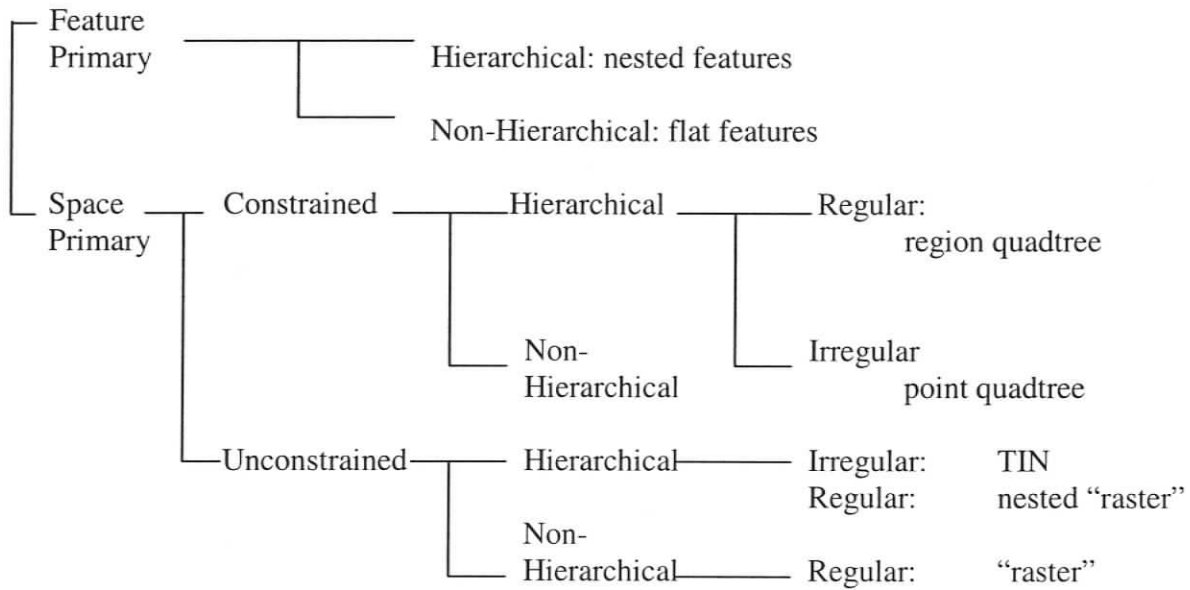 Feature
Primary
Hierarchical: nested features
Non-Hierarchical: flat features
Space
Primary
Constrained
Hierarchical
Regular:
region quadtree
Non-
Hierarchical
Irregular
point quadtree
Unconstrained
Hierarchical
Irregular: TIN
Regular: nested “raster”
Non-
Hierarchical
Regular: “raster”